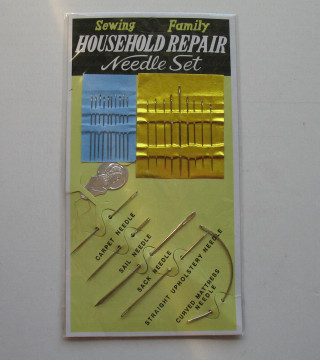 Sewing Family
HOUSEHOLD REPAIR
Needle Set
CARPET NEEDLE
SAIL NEEDLE
SACK NEEDLE
STRAIGHT UPHOLSTERY NEEDLE
CURVED MATTRESS
NEEDLE